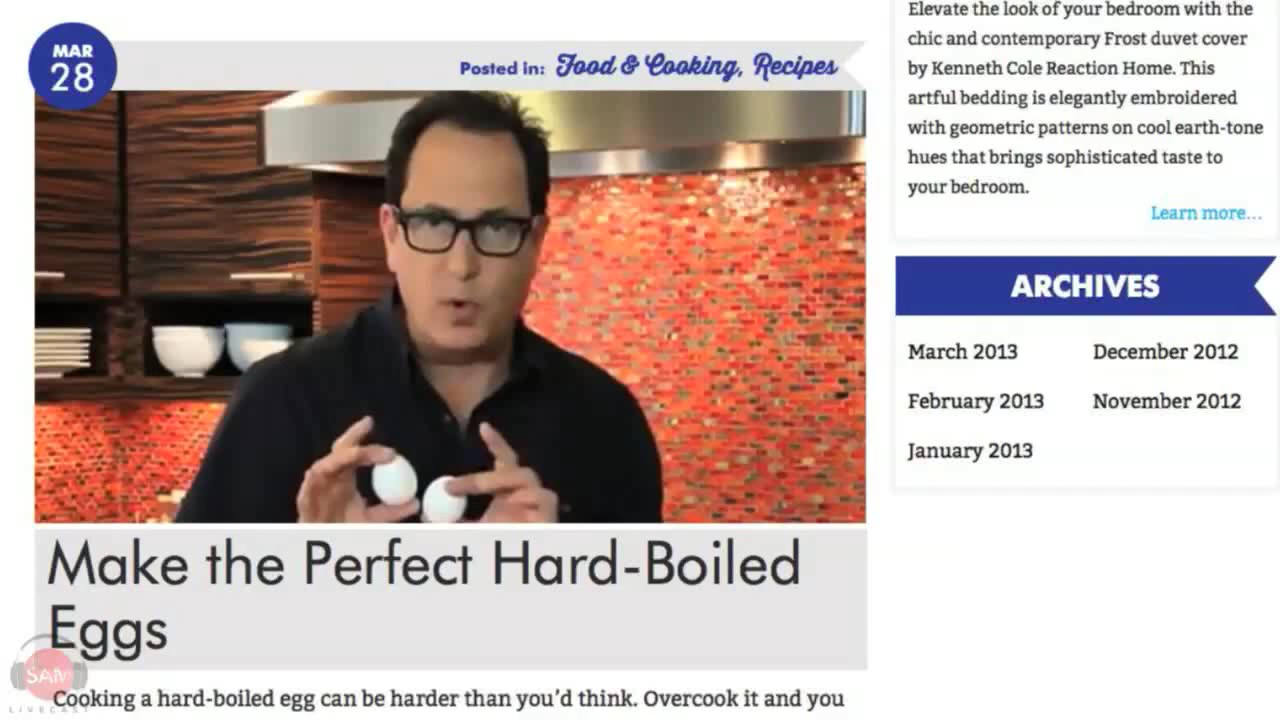 MAR
28
Posted in: Food & Cooking, Recipes
Make the Perfect Hard-Boiled
Eggs
Cooking a hard-boiled egg can be harder than you'd think. Overcook it and you
SAM
LIVECAST
Elevate the look of your bedroom with the
chic and contemporary Frost duvet cover
by Kenneth Cole Reaction Home. This
artful bedding is elegantly embroidered
with geometric patterns on cool earth-tone
hues that brings sophisticated taste to
your bedroom.
Learn more...
ARCHIVES
March 2013 December 2012
February 2013 November 2012
January 2013